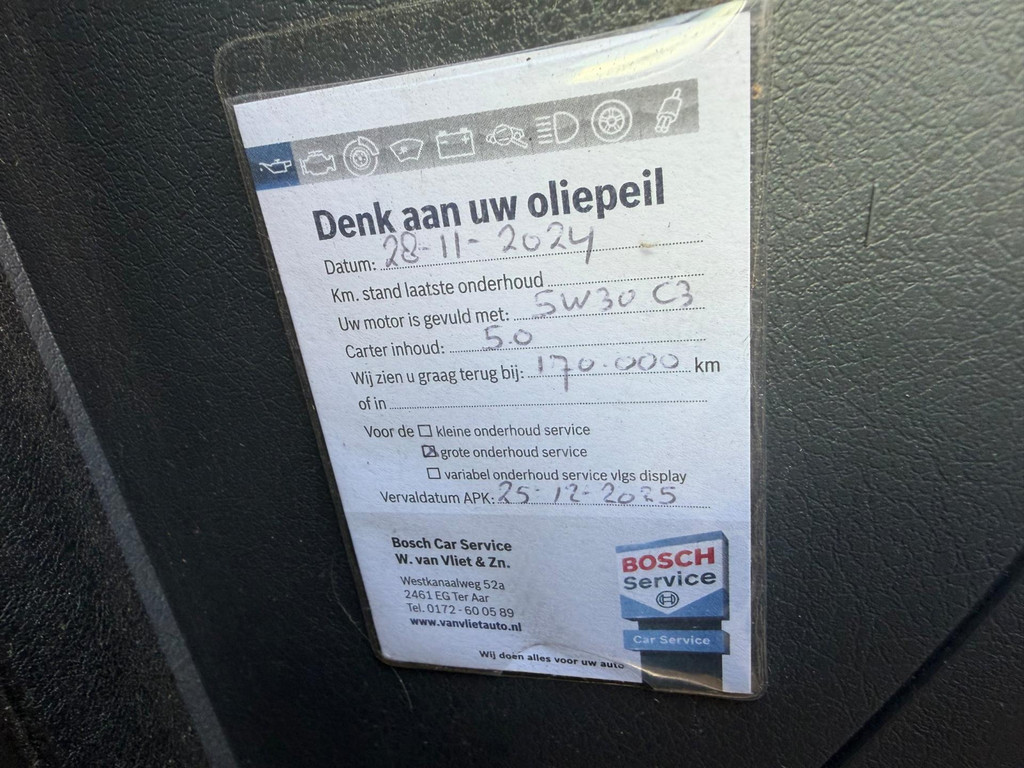 Denk aan uw oliepeil
Datum: 28-11-2024
Km. stand laatste onderhoud
Uw motor is gevuld met: 5W30 C3
Carter inhoud: 5.0
Wij zien u graag terug bij: 170.000 km
of in
Voor de ☐ kleine onderhoud service
☒ grote onderhoud service
☐ variabel onderhoud service vlgs display
Vervaldatum APK: 25-12-2025
Bosch Car Service
W. van Vliet & Zn.
Westkanaalweg 52a
2461 EG Ter Aar
Tel. 0172 - 60 05 89
www.vanvlietauto.nl
BOSCH
Service
Car Service
Wij doen alles voor uw auto